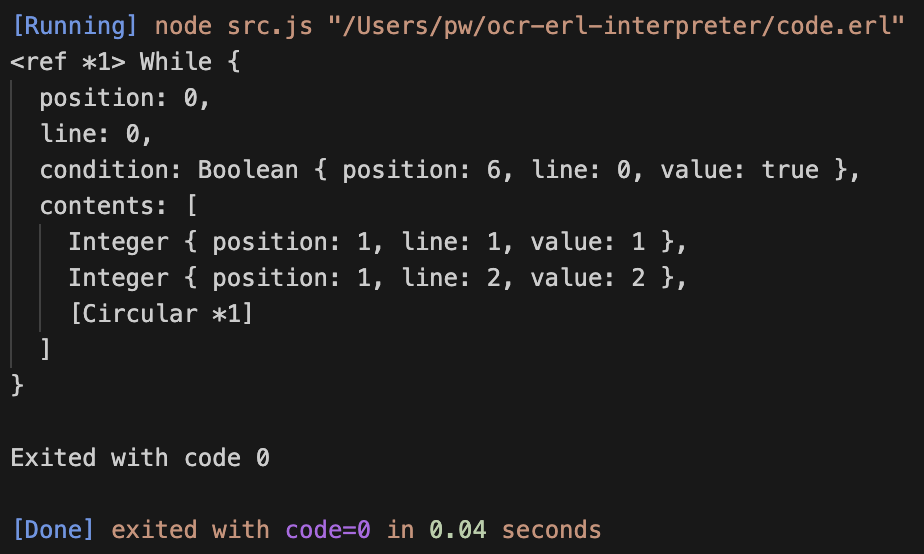 [Running] node src.js "/Users/pw/ocr-erl-interpreter/code.erl"
<ref *1> While {
  position: 0,
  line: 0,
  condition: Boolean { position: 6, line: 0, value: true },
  contents: [
    Integer { position: 1, line: 1, value: 1 },
    Integer { position: 1, line: 2, value: 2 },
    [Circular *1]
  ]
}

Exited with code 0

[Done] exited with code=0 in 0.04 seconds